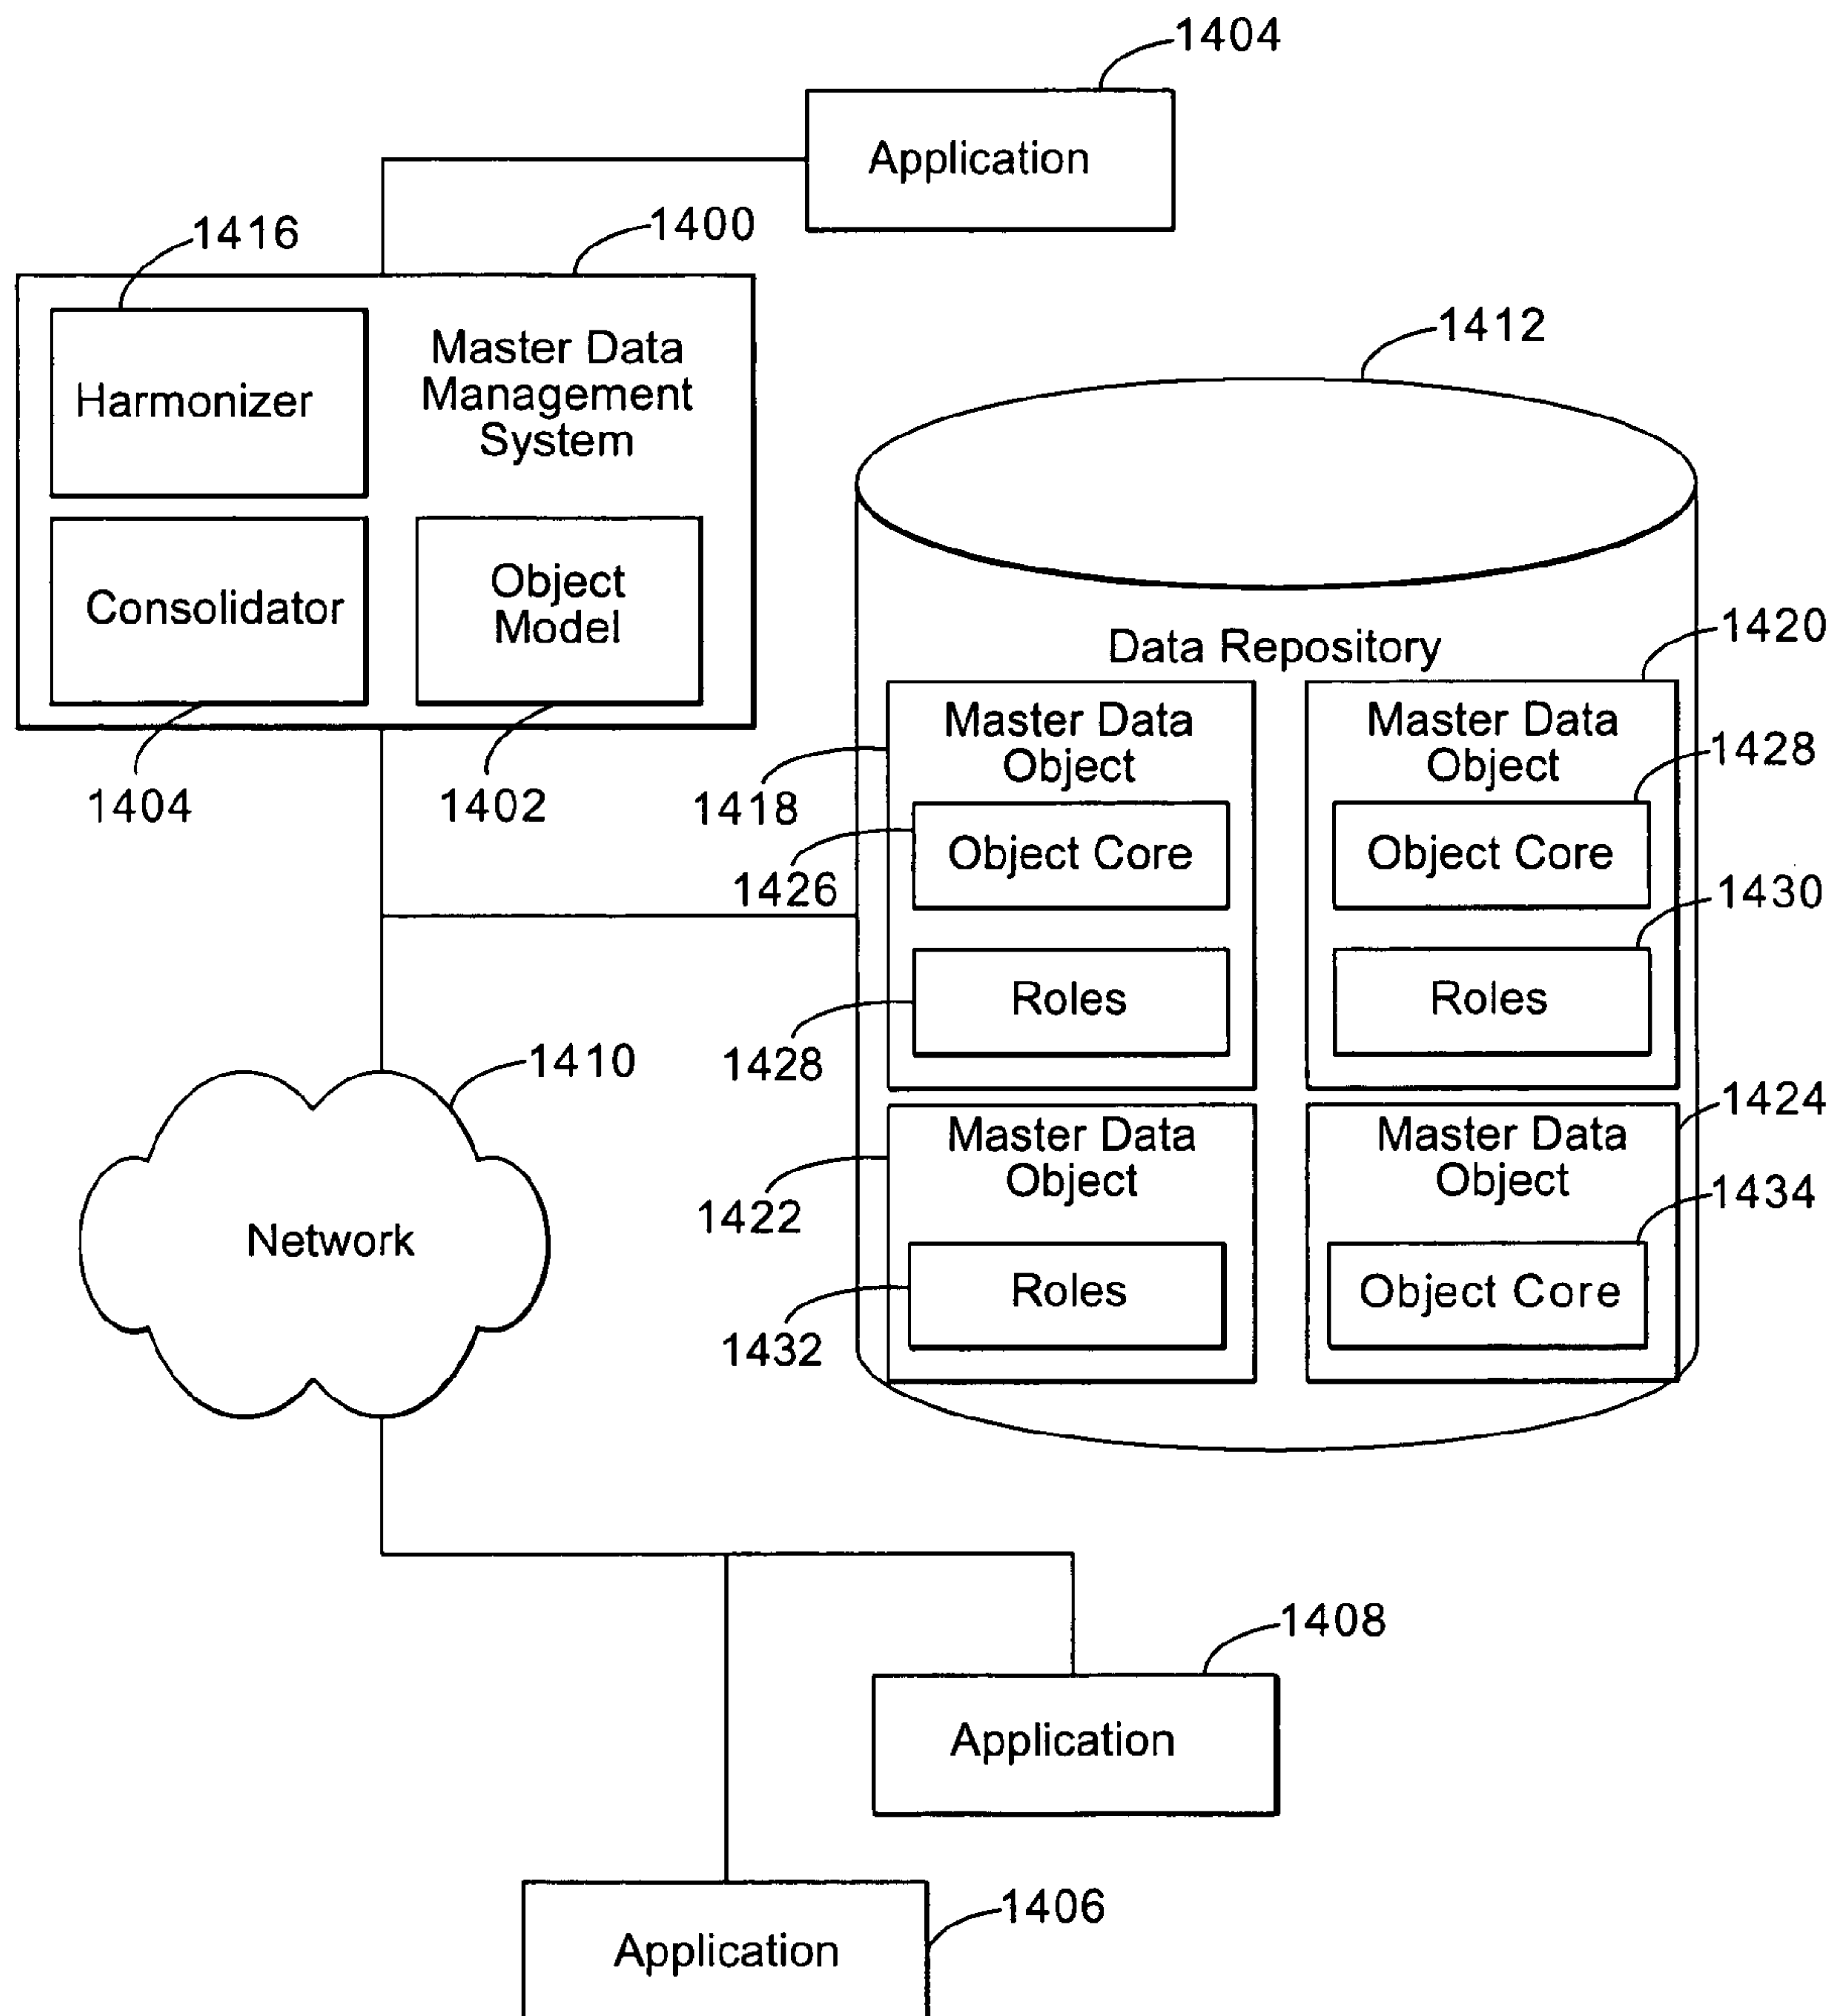 1404
Application
1416
1400
Harmonizer
Master Data
Management
System
Consolidator
Object
Model
1404
1402
1412
Data Repository
1420
Master Data
Object
1418
Object Core
1426
Roles
1428
Master Data
Object
1428
Object Core
1430
Roles
1410
Network
Master Data
Object
1422
Roles
1432
1424
Master Data
Object
1434
Object Core
1408
Application
1406
Application